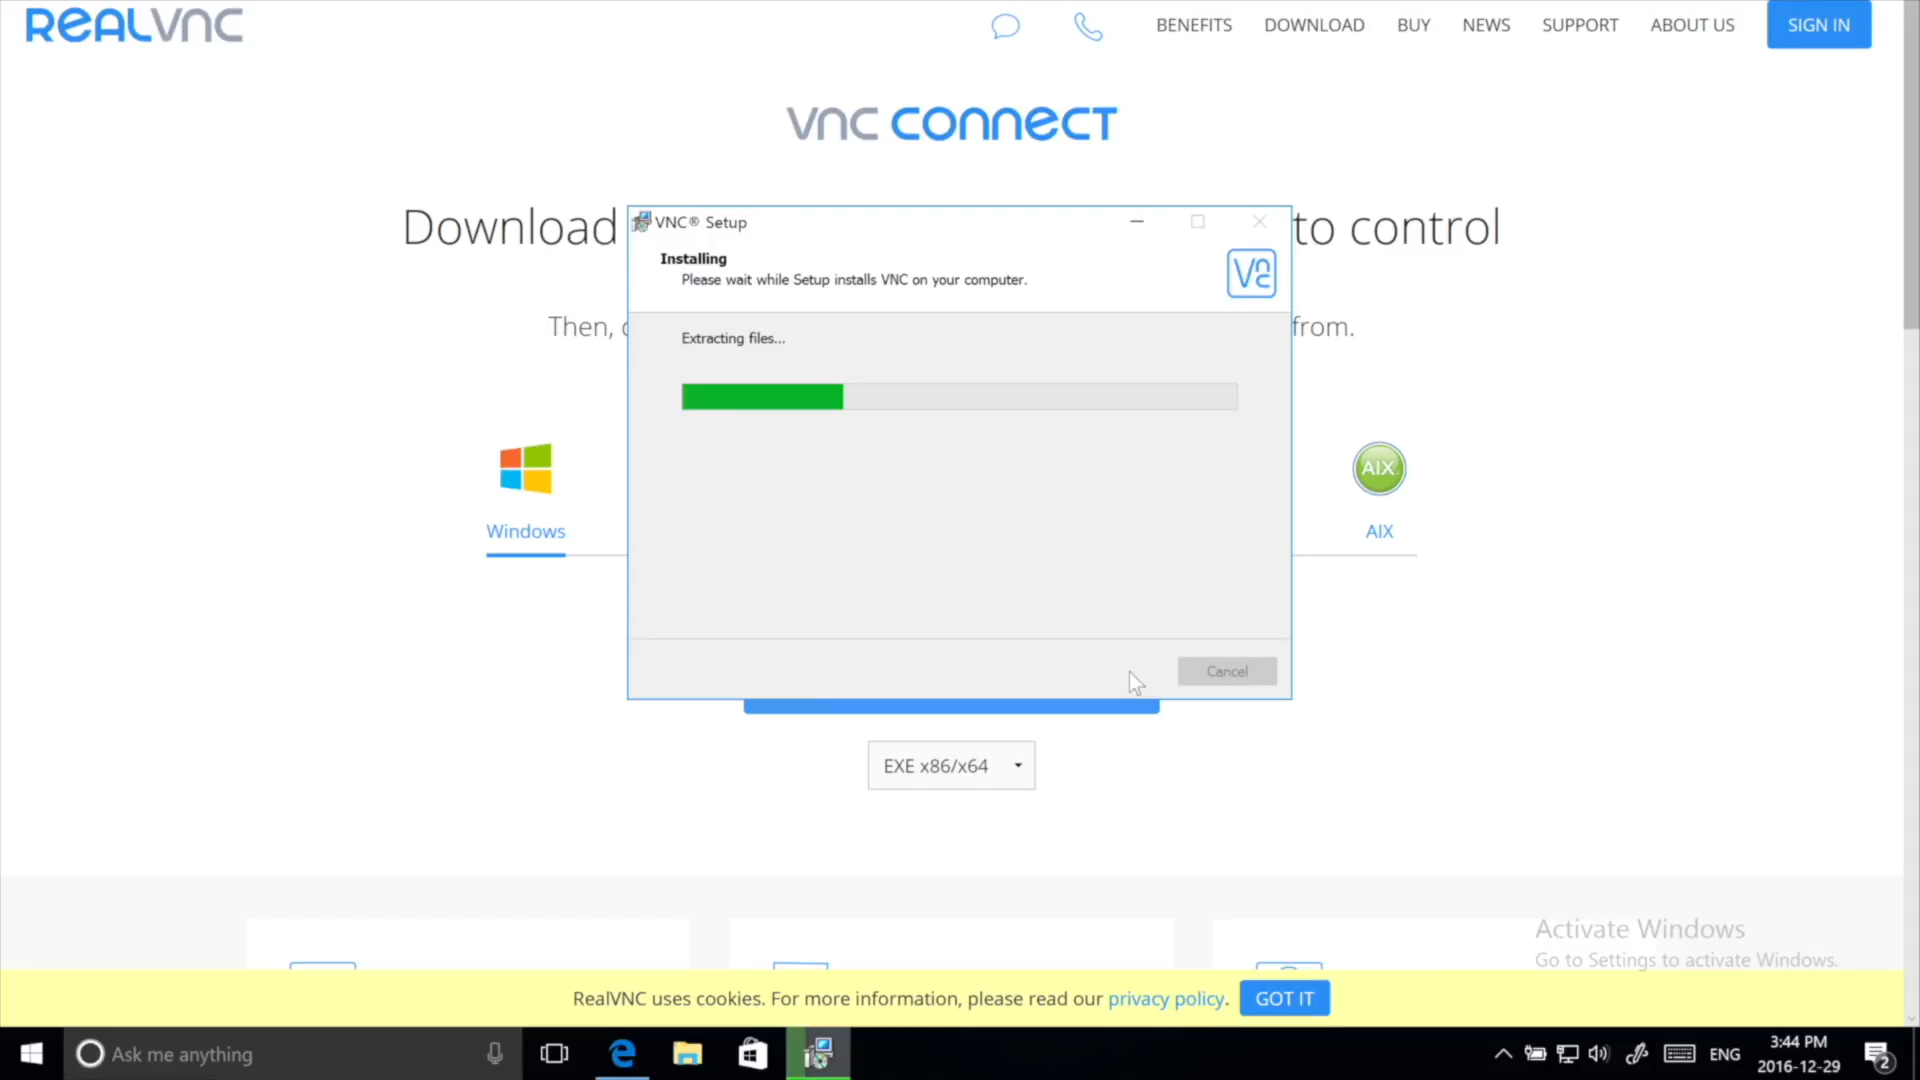 REALVNC
BENEFITS DOWNLOAD BUY NEWS SUPPORT ABOUT US SIGN IN
VNC CONNECT
Download to control
VNC® Setup
Installing
Please wait while Setup installs VNC on your computer.
VNC
Then, from.
Extracting files...
AIX
Windows AIX
Cancel
EXE x86/x64
Activate Windows
Go to Settings to activate Windows.
RealVNC uses cookies. For more information, please read our privacy policy. GOT IT
Ask me anything
ENG
3:44 PM
2016-12-29
2